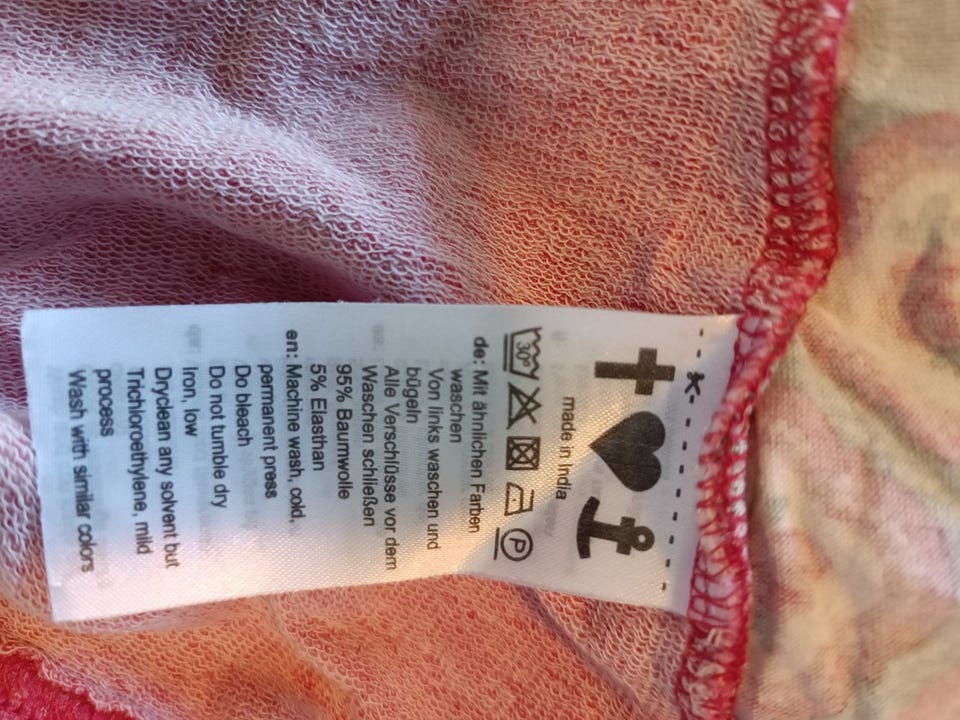 made in India
30°
P
de: Mit ähnlichen Farben
waschen
Von links waschen und
bügeln
Alle Verschlüsse vor dem
Waschen schließen
95% Baumwolle
5% Elasthan
en: Machine wash, cold,
permanent press
Do bleach
Do not tumble dry
Iron, low
Dryclean any solvent but
Trichloroethylene, mild
process
Wash with similar colors